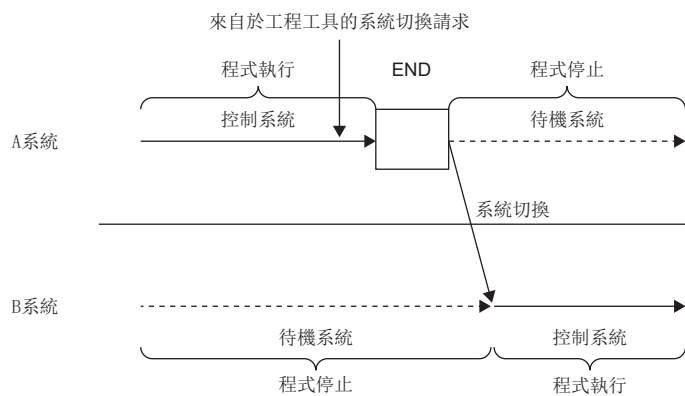 來自於工程工具的系統切換請求
程式執行
END
程式停止
控制系統
待機系統
A系統
系統切換
B系統
待機系統
控制系統
程式停止
程式執行